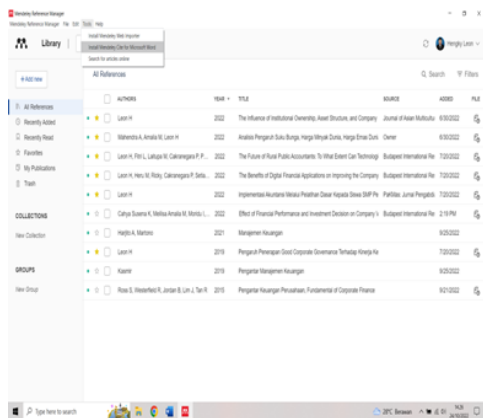 Mendeley Reference Manager
Mendeley Reference Manager File Edit Tools Help
Install Mendeley Web Importer
Install Mendeley Cite for Microsoft Word
Search for articles online
Library
Hengky Leon
+ Add new
All References
Search
Filters
AUTHORS YEAR TITLE SOURCE ADDED FILE
All References
Recently Added
Recently Read
Favorites
My Publications
Trash
COLLECTIONS
New Collection
GROUPS
New Group
Leon H 2022 The Influence of Institutional Ownership, Asset Structure, and Company Journal of Asian Multicultu 6/30/2022
Mahendra A, Amalia M, Leon H 2022 Analisis Pengaruh Suku Bunga, Harga Minyak Dunia, Harga Emas Duni Owner 6/30/2022
Leon H, Fitri L, Laitupa M, Cakranegara P, P... 2022 The Future of Rural Public Accountants: To What Extent Can Technologi Budapest International Re 7/20/2022
Leon H, Heru M, Rizky, Cakranegara P, Setia... 2022 The Benefits of Digital Financial Applications on Improving the Company Budapest International Re 7/20/2022
Leon H 2022 Implementasi Akuntansi Melalui Pelatihan Dasar Kepada Siswa SMP Pe PaKMas: Jurnal Pengabdi 7/20/2022
Cahya Susena K, Melisa Amalia M, Monidu L, ... 2022 Effect of Financial Performance and Investment Decision on Company V Budapest International Re 2:19 PM
Harjito A, Martono 2021 Manajemen Keuangan 9/25/2022
Leon H 2019 Pengaruh Penerapan Good Corporate Governance Terhadap Kinerja Ke 7/20/2022
Kasmir 2019 Pengantar Manajemen Keuangan 9/25/2022
Ross S, Westerfield R, Jordan B, Lim J, Tan R 2015 Pengantar Keuangan Perusahaan, Fundamental of Corporate Finance 9/21/2022
Type here to search
28°C Berawan